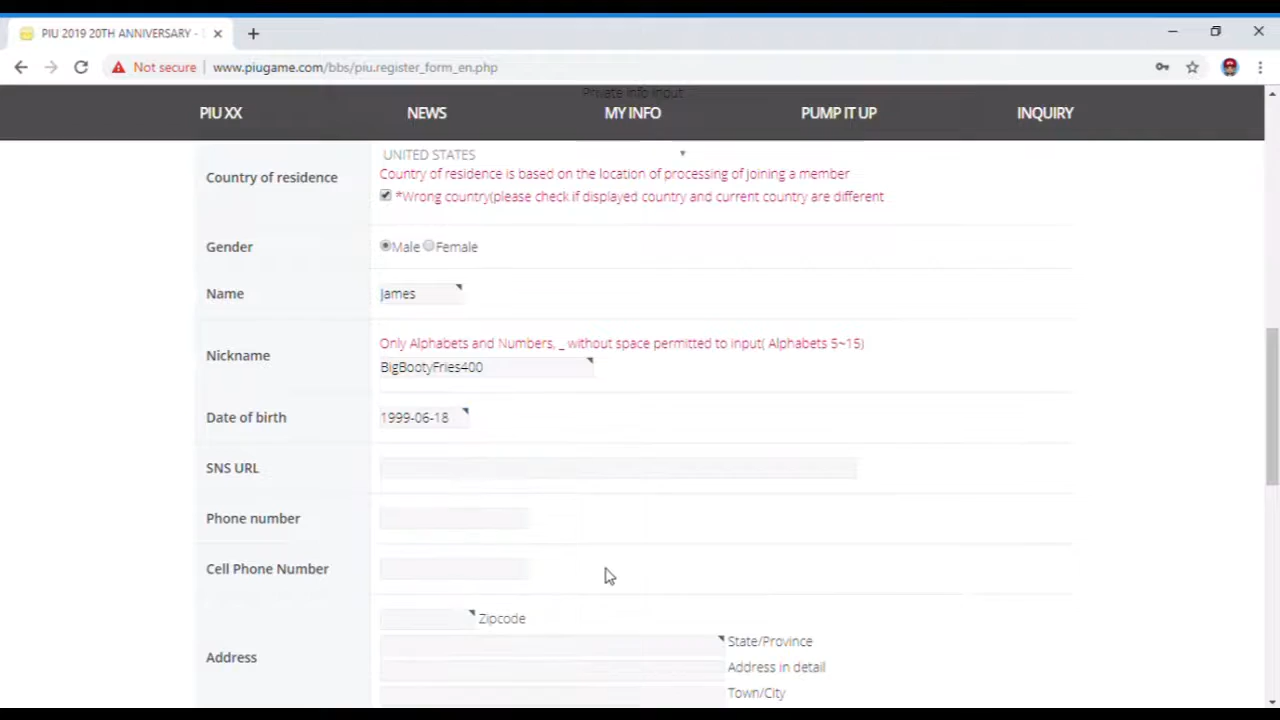 PIU 2019 20TH ANNIVERSARY -
Not secure
www.piugame.com/bbs/piu.register_form_en.php
Private info input
PIU XX
NEWS
MY INFO
PUMP IT UP
INQUIRY
Country of residence
UNITED STATES
Country of residence is based on the location of processing of joining a member
*Wrong country(please check if displayed country and current country are different
Gender
Male Female
Name
James
Nickname
Only Alphabets and Numbers, _ without space permitted to input( Alphabets 5~15)
BigBootyFries400
Date of birth
1999-06-18
SNS URL
Phone number
Cell Phone Number
Address
Zipcode
State/Province
Address in detail
Town/City